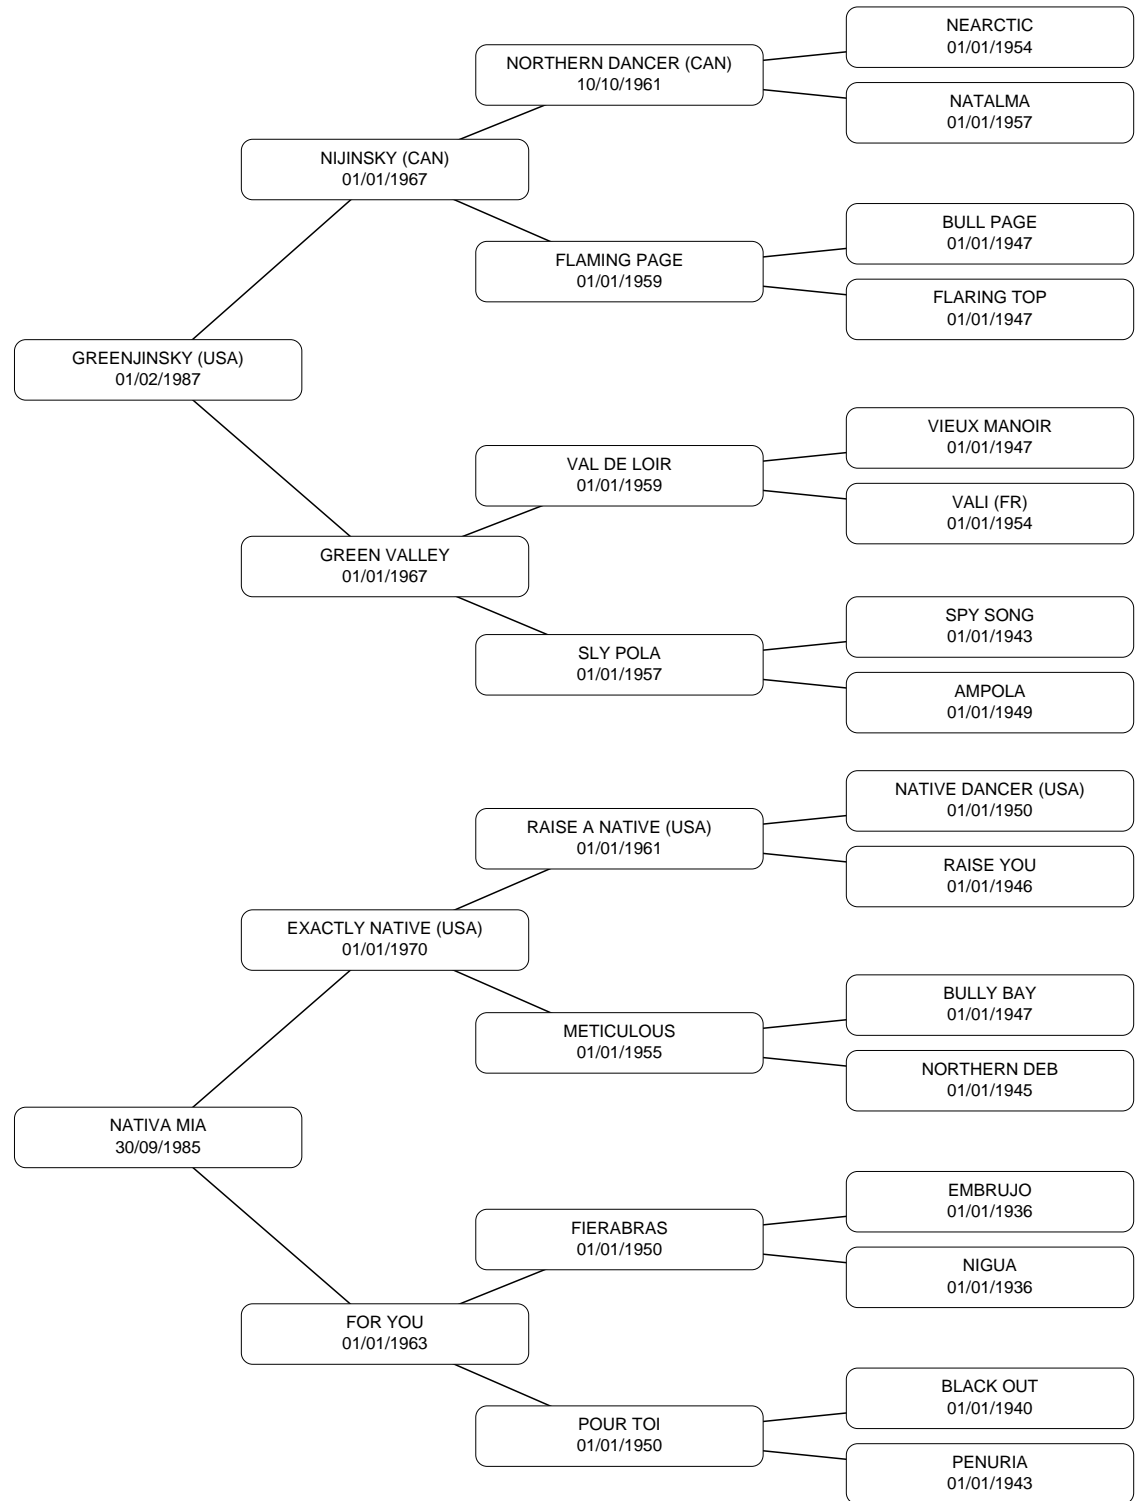 NEARCTIC
01/01/1954
NORTHERN DANCER (CAN)
10/10/1961
NATALMA
01/01/1957
NIJINSKY (CAN)
01/01/1967
BULL PAGE
01/01/1947
FLAMING PAGE
01/01/1959
FLARING TOP
01/01/1947
GREENJINSKY (USA)
01/02/1987
VIEUX MANOIR
01/01/1947
VAL DE LOIR
01/01/1959
VALI (FR)
01/01/1954
GREEN VALLEY
01/01/1967
SPY SONG
01/01/1943
SLY POLA
01/01/1957
AMPOLA
01/01/1949
NATIVE DANCER (USA)
01/01/1950
RAISE A NATIVE (USA)
01/01/1961
RAISE YOU
01/01/1946
EXACTLY NATIVE (USA)
01/01/1970
BULLY BAY
01/01/1947
METICULOUS
01/01/1955
NORTHERN DEB
01/01/1945
NATIVA MIA
30/09/1985
EMBRUJO
01/01/1936
FIERABRAS
01/01/1950
NIGUA
01/01/1936
FOR YOU
01/01/1963
BLACK OUT
01/01/1940
POUR TOI
01/01/1950
PENURIA
01/01/1943